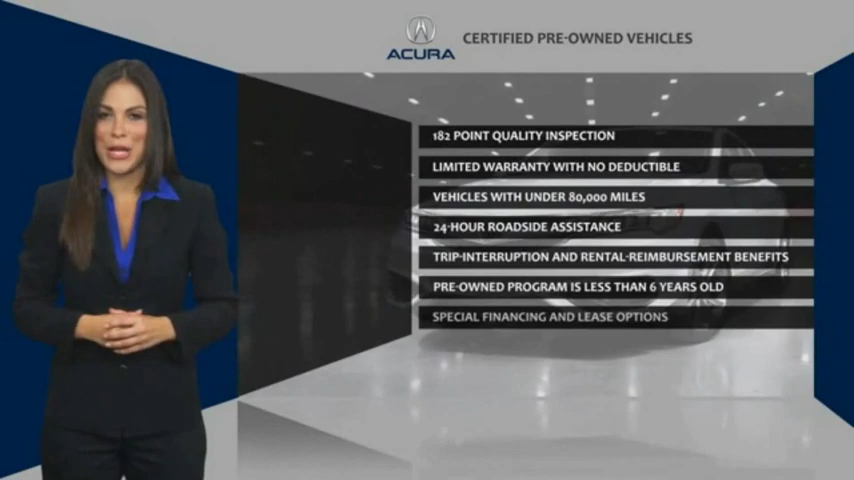 ACURA
CERTIFIED PRE-OWNED VEHICLES
182 POINT QUALITY INSPECTION
LIMITED WARRANTY WITH NO DEDUCTIBLE
VEHICLES WITH UNDER 80,000 MILES
24-HOUR ROADSIDE ASSISTANCE
TRIP-INTERRUPTION AND RENTAL-REIMBURSEMENT BENEFITS
PRE-OWNED PROGRAM IS LESS THAN 6 YEARS OLD
SPECIAL FINANCING AND LEASE OPTIONS